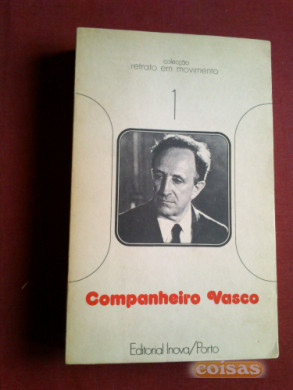 colecção
retrato em movimento
1
Companheiro Vasco
Editorial Inova/Porto
coisas